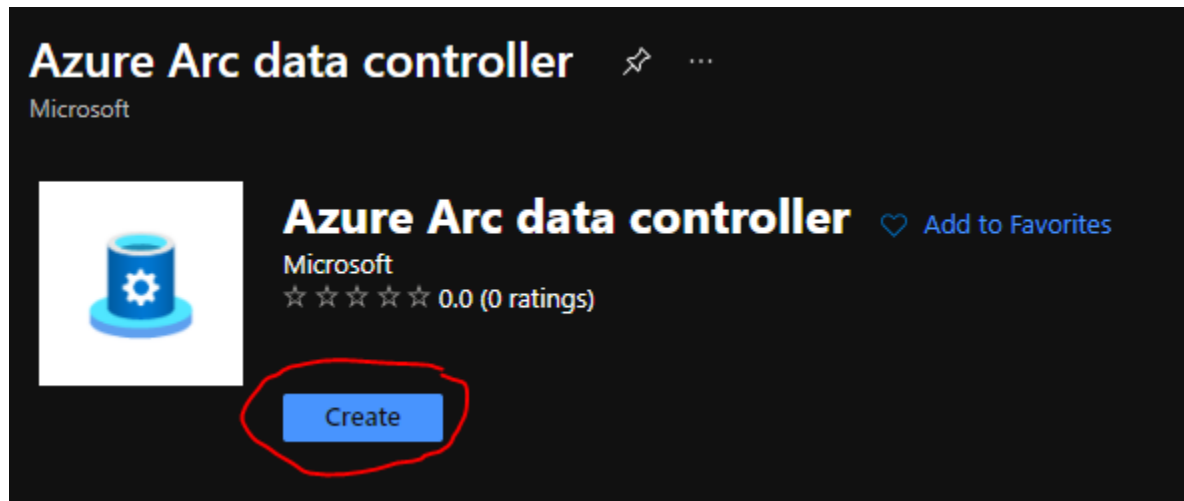 Azure Arc data controller
Microsoft
Azure Arc data controller
Add to Favorites
Microsoft
0.0 (0 ratings)
Create